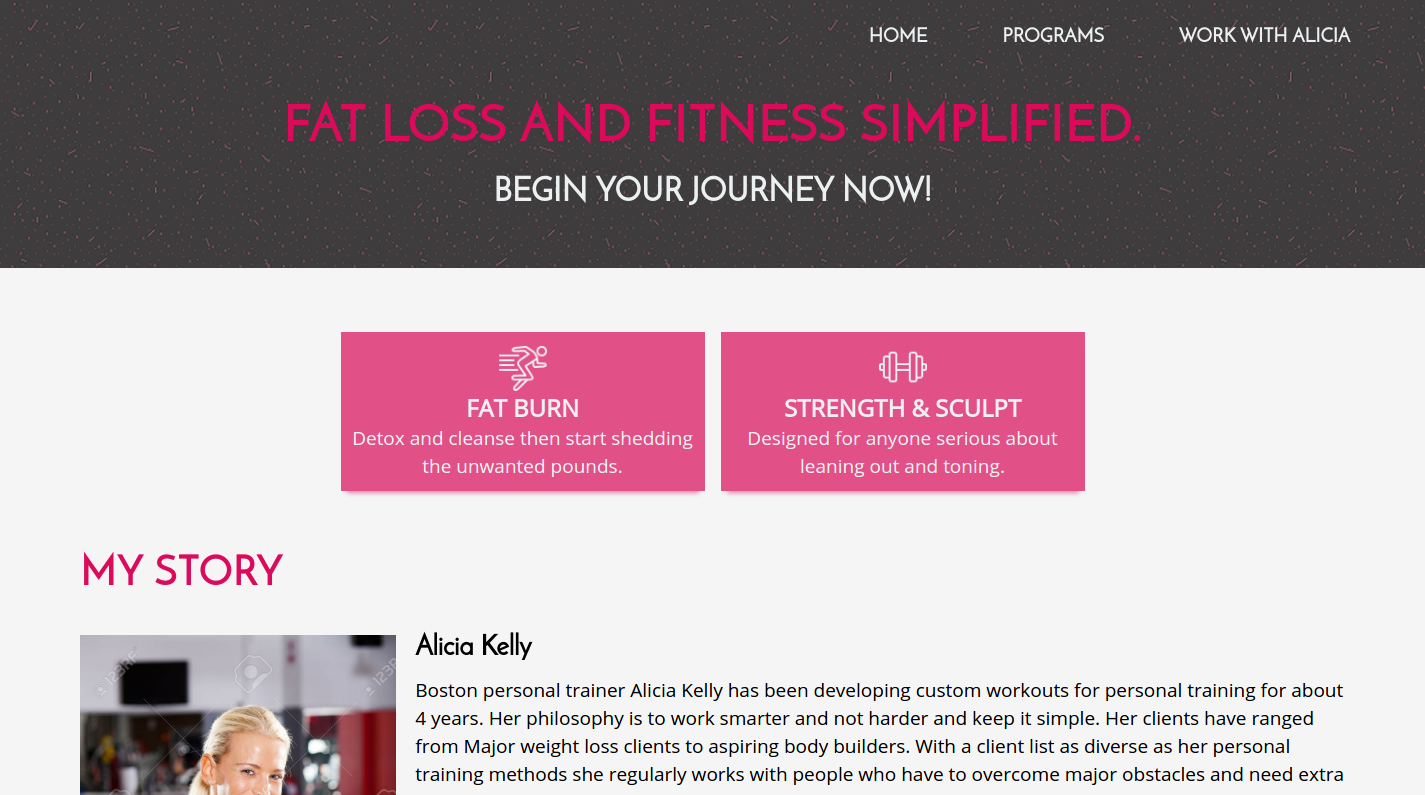 HOME PROGRAMS WORK WITH ALICIA
FAT LOSS AND FITNESS SIMPLIFIED.
BEGIN YOUR JOURNEY NOW!
FAT BURN
Detox and cleanse then start shedding
the unwanted pounds.
STRENGTH & SCULPT
Designed for anyone serious about
leaning out and toning.
MY STORY
123RF
123RF
Alicia Kelly
Boston personal trainer Alicia Kelly has been developing custom workouts for personal training for about
4 years. Her philosophy is to work smarter and not harder and keep it simple. Her clients have ranged
from Major weight loss clients to aspiring body builders. With a client list as diverse as her personal
training methods she regularly works with people who have to overcome major obstacles and need extra